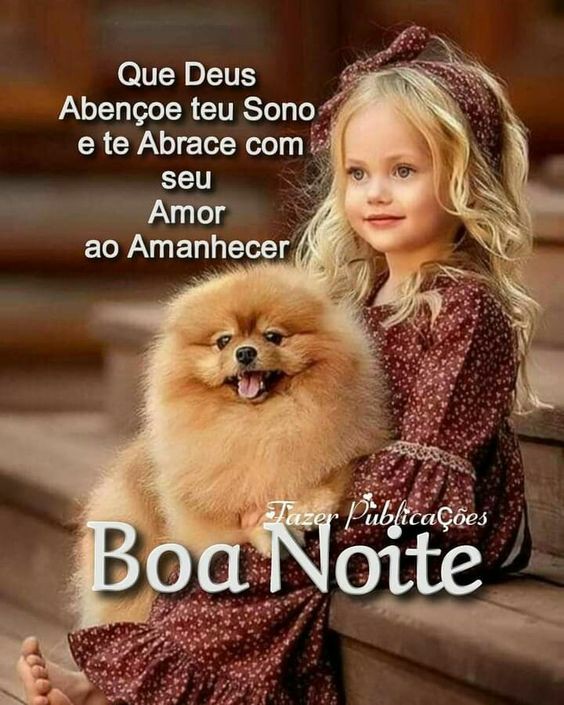 Que Deus
Abençoe teu Sono
e te Abrace com
seu
Amor
ao Amanhecer
Fazer PublicaÇões
Boa Noite